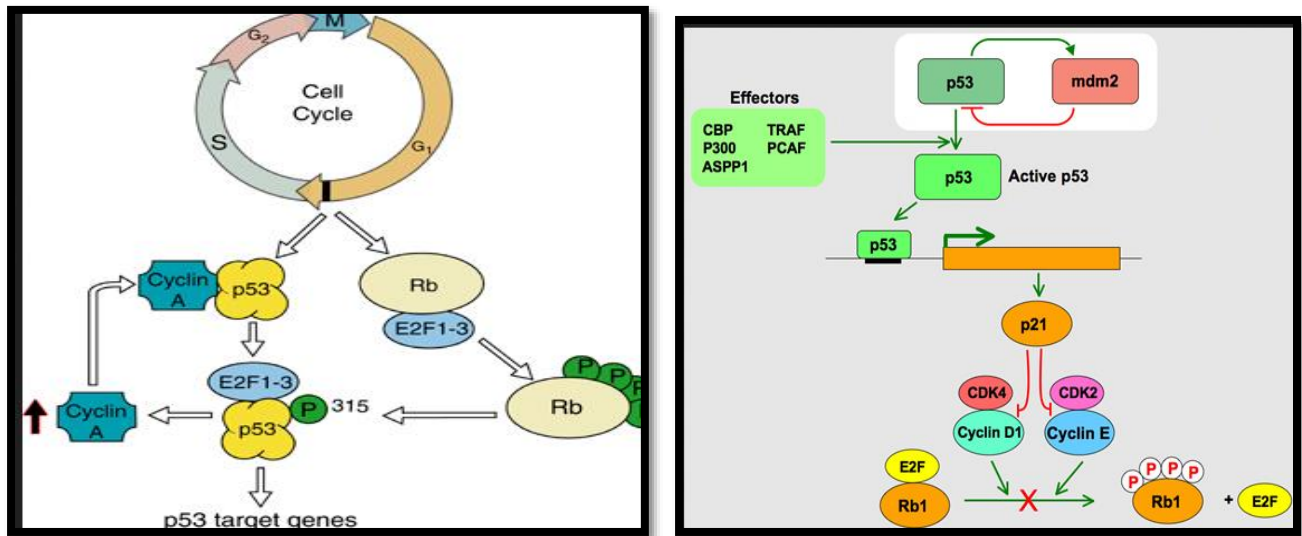 M
G2
Cell
Cycle
S
G1
Cyclin
A
p53
Rb
E2F1-3
E2F1-3
P
315
p53
P
P
P
Rb
Cyclin
A
p53 target genes
p53
mdm2
Effectors
CBP TRAF
P300 PCAF
ASPP1
p53
Active p53
p53
p21
CDK4
CDK2
Cyclin D1
Cyclin E
E2F
Rb1
X
P P P P
Rb1
+ E2F